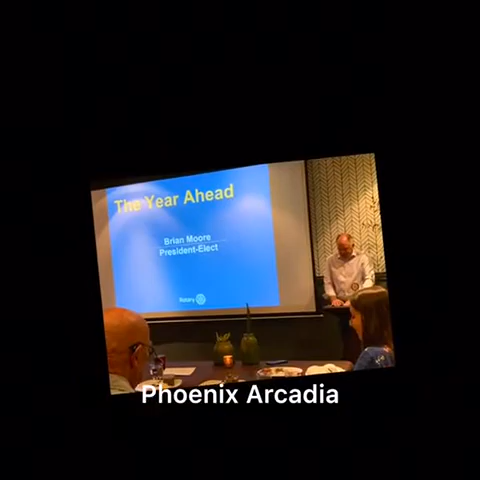 The Year Ahead
Brian Moore
President-Elect
Rotary
Phoenix Arcadia